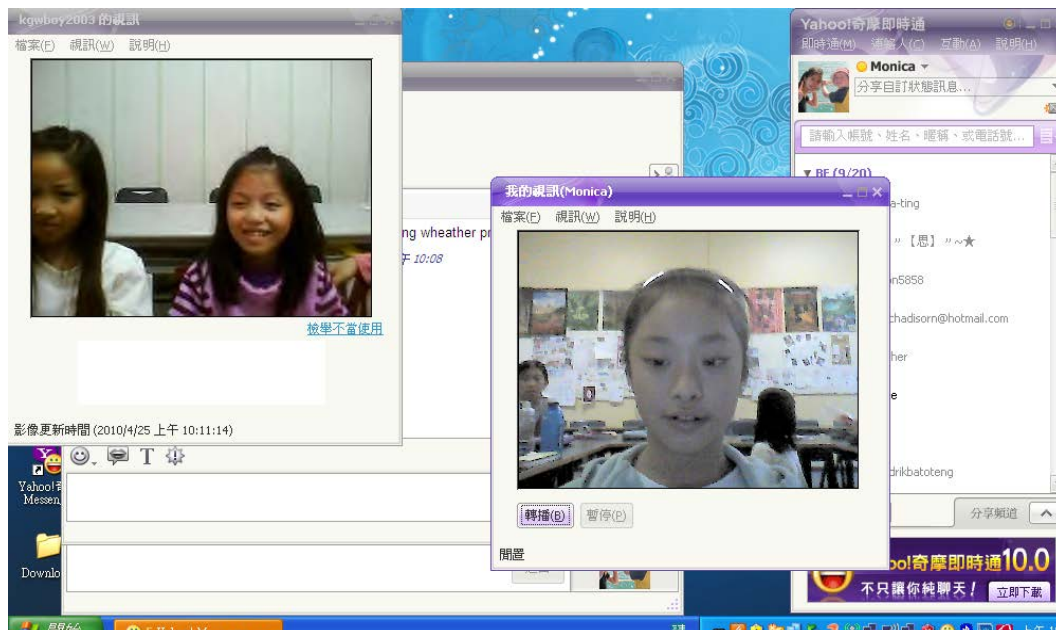 kgwboy2003 的視訊
檔案(F) 視訊(W) 說明(H)
檢舉不當使用
影像更新時間 (2010/4/25 上午 10:11:14)
ng wheather pr
午 10:08
Yahoo!奇
Messen
Downlo
我的視訊(Monica)
檔案(F) 視訊(W) 說明(H)
轉播(B) 暫停(P)
閒置
Yahoo!奇摩即時通
即時通(M) 連絡人(C) 互動(A) 說明(H)
Monica
分享自訂狀態訊息...
請輸入帳號、姓名、暱稱、或電話號...
BF (9/20)
a-ting
〃【恩】〃~★
n5858
chadisorn@hotmail.com
her
e
drikbatoteng
分享頻道
oo!奇摩即時通10.0
不只讓你純聊天!
立即下載
開始
上午 1